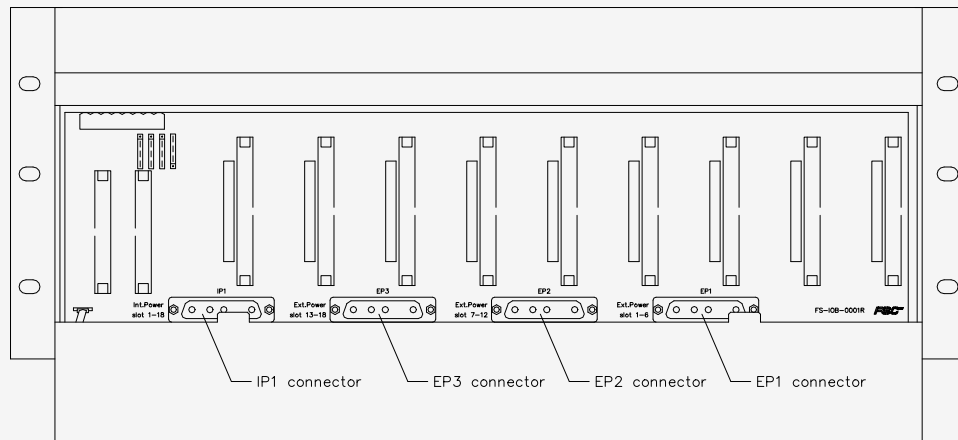 IP1
EP3
EP2
EP1
Int.Power
slot 1-18
Ext.Power
slot 13-18
Ext.Power
slot 7-12
Ext.Power
slot 1-6
FS-IOB-0001R
FSC
IP1 connector
EP3 connector
EP2 connector
EP1 connector